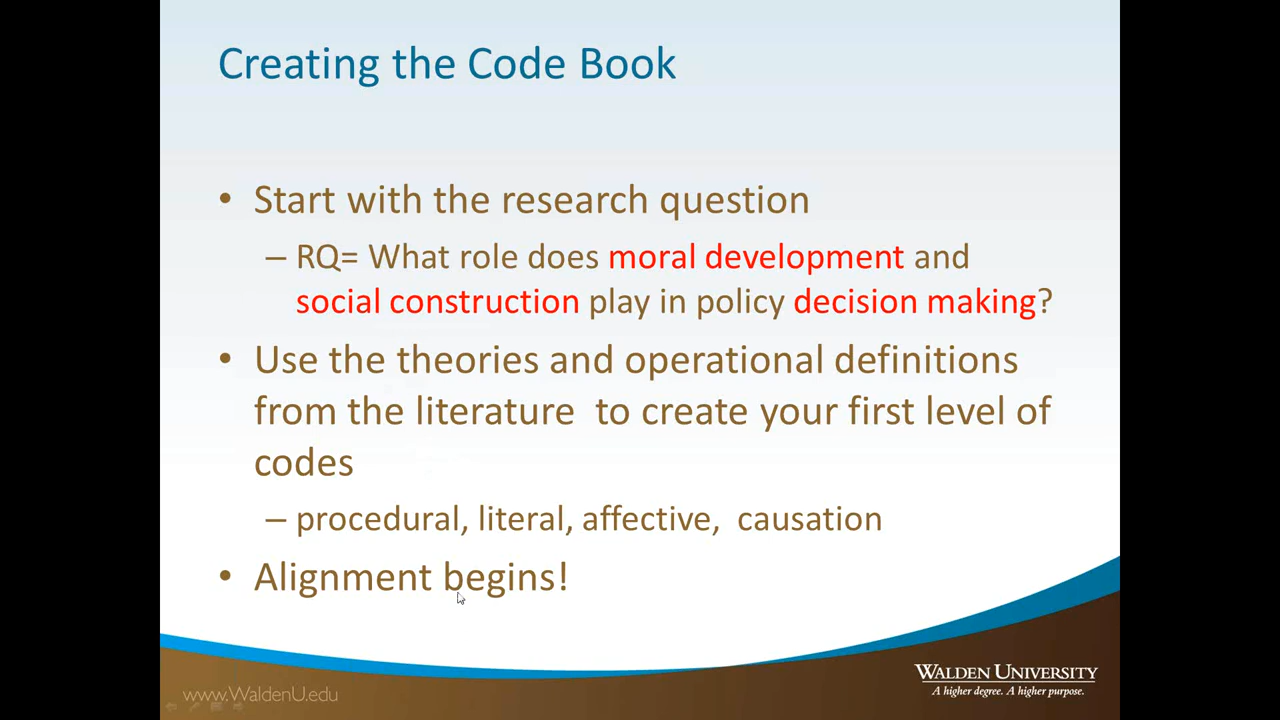 Creating the Code Book
• Start with the research question
– RQ= What role does moral development and
social construction play in policy decision making?
• Use the theories and operational definitions
from the literature  to create your first level of
codes
– procedural, literal, affective,  causation
• Alignment begins!
WALDEN UNIVERSITY
A higher degree. A higher purpose.
www.WaldenU.edu